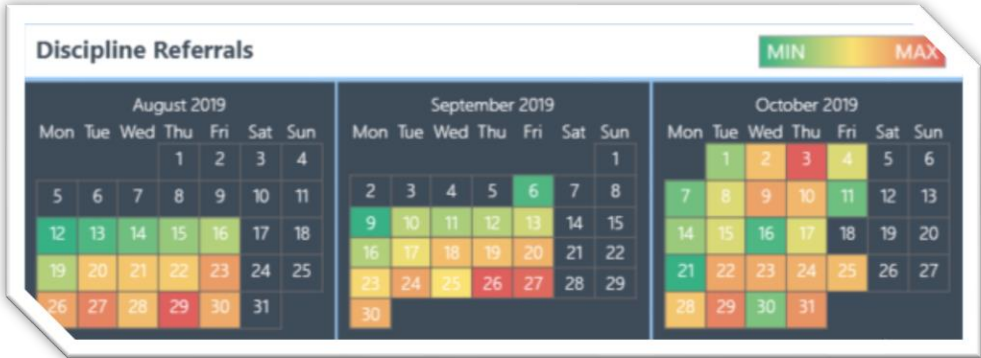 Discipline Referrals
MIN MAX
August 2019
Mon Tue Wed Thu Fri Sat Sun
1 2 3 4
5 6 7 8 9 10 11
12 13 14 15 16 17 18
19 20 21 22 23 24 25
26 27 28 29 30 31
September 2019
Mon Tue Wed Thu Fri Sat Sun
1
2 3 4 5 6 7 8
9 10 11 12 13 14 15
16 17 18 19 20 21 22
23 24 25 26 27 28 29
30
October 2019
Mon Tue Wed Thu Fri Sat Sun
1 2 3 4 5 6
7 8 9 10 11 12 13
14 15 16 17 18 19 20
21 22 23 24 25 26 27
28 29 30 31